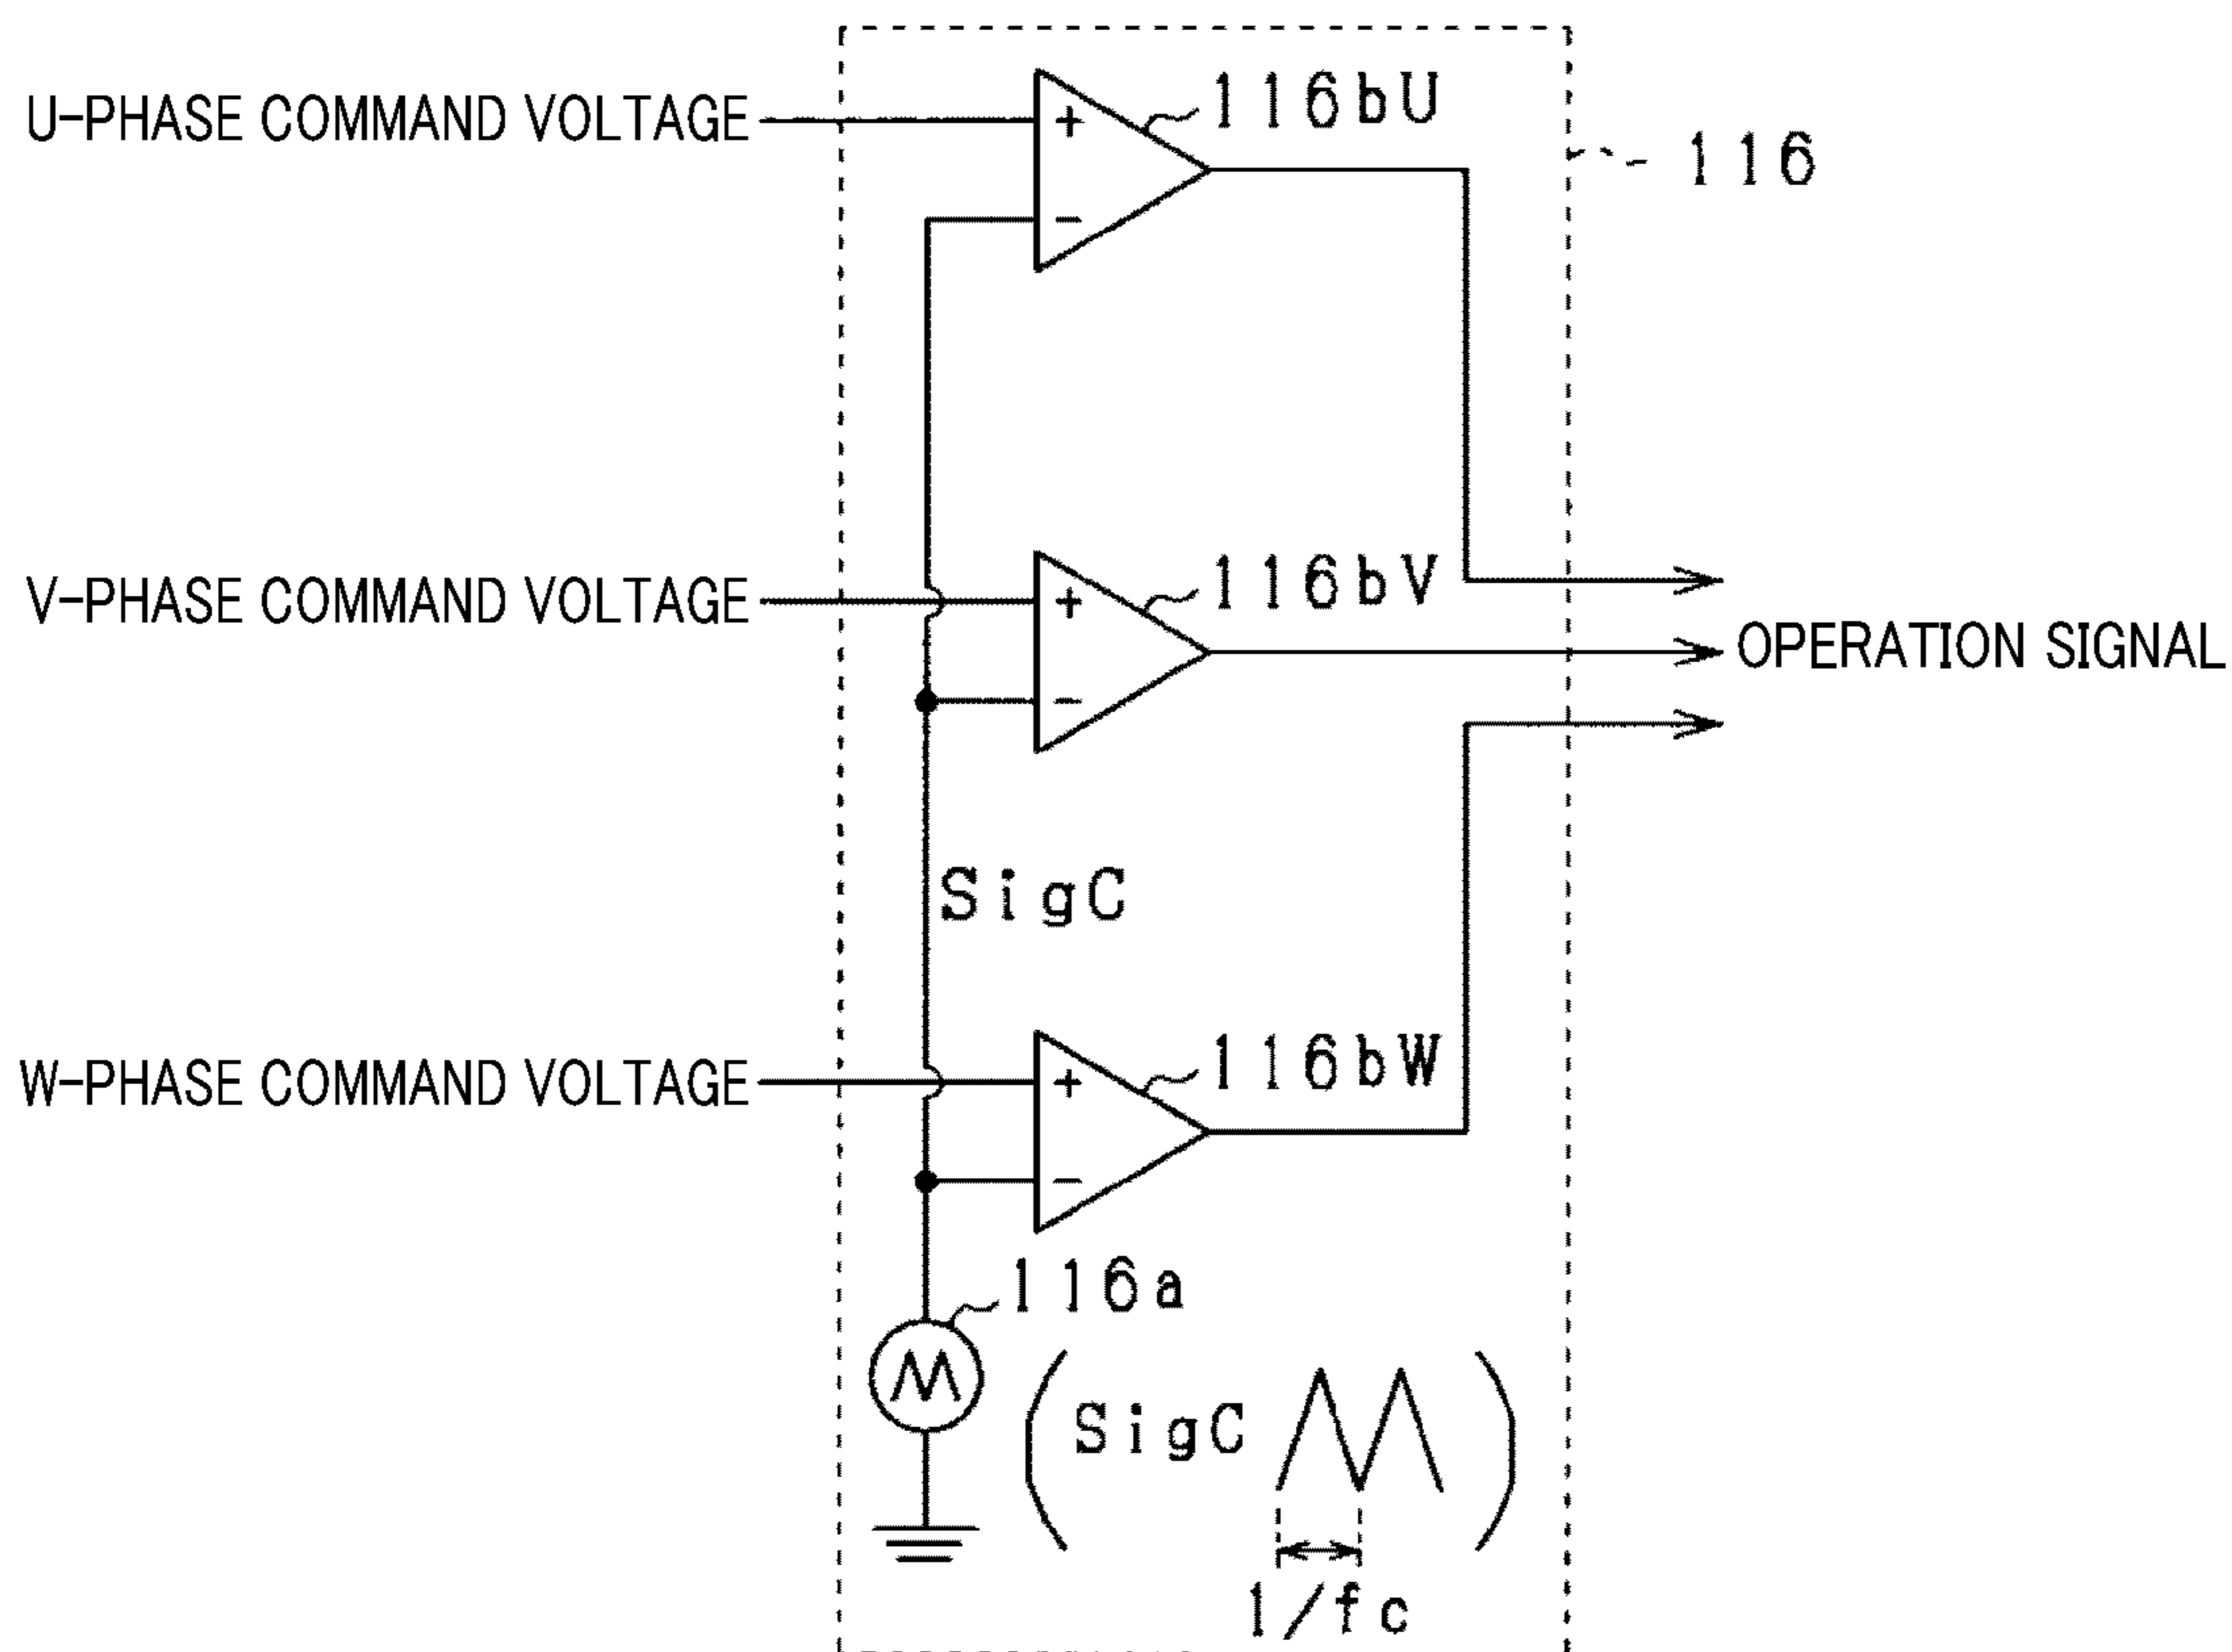 U-PHASE COMMAND VOLTAGE
+
−
116bU
116
V-PHASE COMMAND VOLTAGE
+
−
116bV
OPERATION SIGNAL
SigC
W-PHASE COMMAND VOLTAGE
+
−
116bW
116a
SigC
1/fc